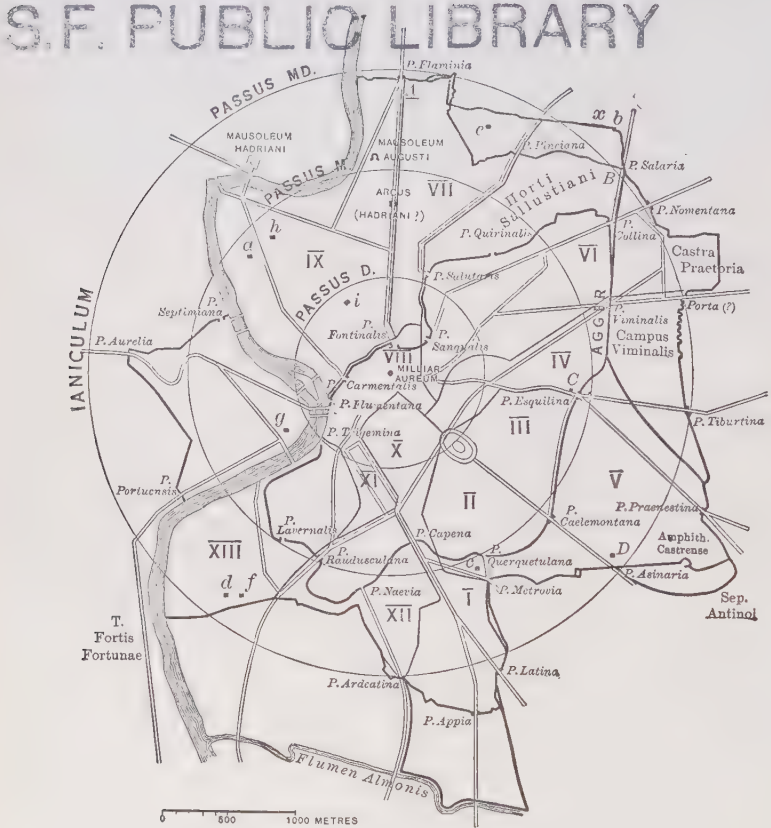 S.F. PUBLIC LIBRARY
PASSUS MD.
P. Flaminia
1
x b
e
P. Pinciana
MAUSOLEUM
HADRIANI
PASSUS M.
MAUSOLEUM
AUGUSTI
VII
P. Salaria
B
ARCUS
(HADRIANI?)
Horti
Sallustiani
P. Nomentana
h
a
IX
P. Quirinalis
VI
P.
Collina
Castra
Praetoria
PASSUS D.
P. Salutaris
i
P.
Septimiana
Porta (?)
P.
Fontinalis
P.
Sanqualis
P.
Viminalis
Campus
Viminalis
AGGER
IANICULUM
P. Aurelia
VIII
MILLIAR
AUREUM
IV
P.
Carmentalis
P. Esquilina
C
P. Flumentana
P. Tiburtina
g
P. Trigemina
X
III
XI
V
P.
Portuensis
II
P. Praenestina
P.
Lavernalis
P. Capena
P.
Caelemontana
XIII
P.
Raudusculana
P.
Querquetulana
D
Amphith.
Castrense
d f
P. Naevia
c
P. Metrovia
P. Asinaria
XII
I
Sep.
Antinoi
T.
Fortis
Fortunae
P. Ardeatina
P. Latina
P. Appia
Flumen Almonis
0 500 1000 METRES